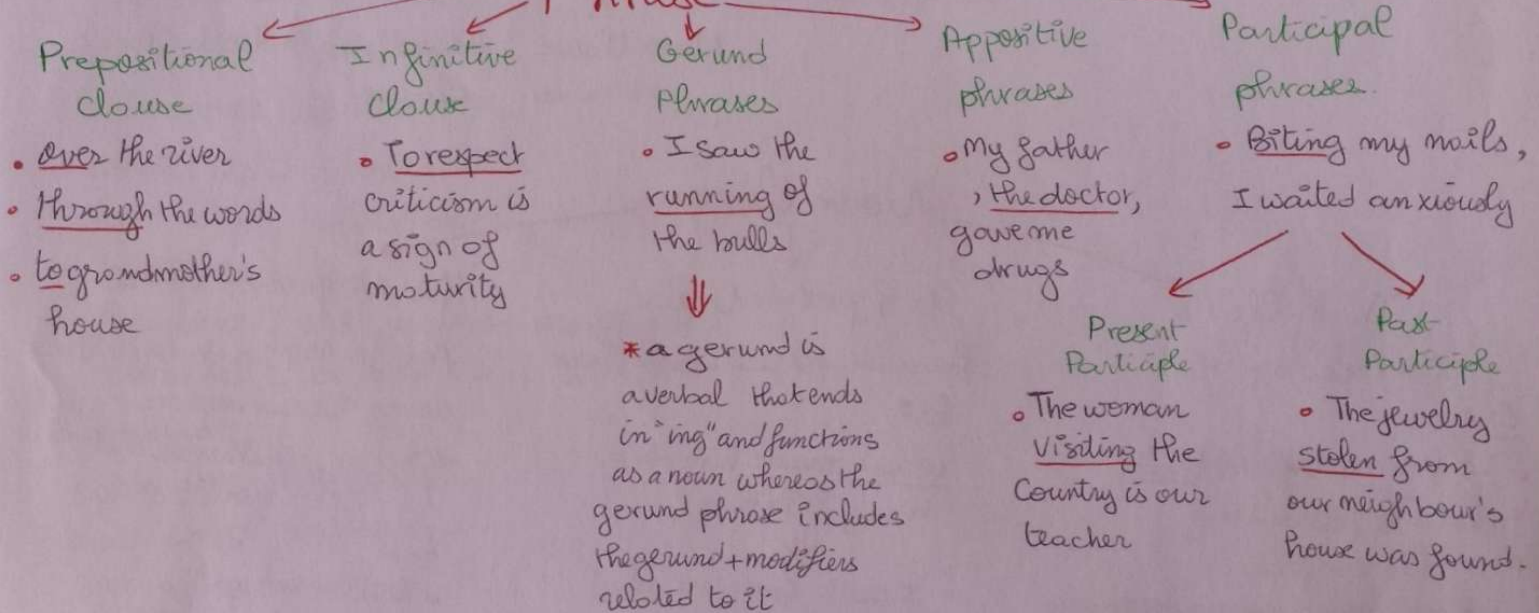 Prepositional
clause
• over the river
• through the words
• to grandmother's
house
Infinitive
Clause
• To respect
criticism is
a sign of
maturity
Gerund
Phrases
• I saw the
running of
the bulls
* a gerund is
a verbal that ends
in "ing" and functions
as a noun whereas the
gerund phrase includes
the gerund + modifiers
related to it
Appositive
phrases
• My father
, the doctor,
gave me
drugs
Participal
phrases.
• Biting my nails,
I waited anxiously
Present
Participle
• The woman
visiting the
Country is our
teacher
Past
Participle
• The jewelry
stolen from
our neighbour's
house was found.